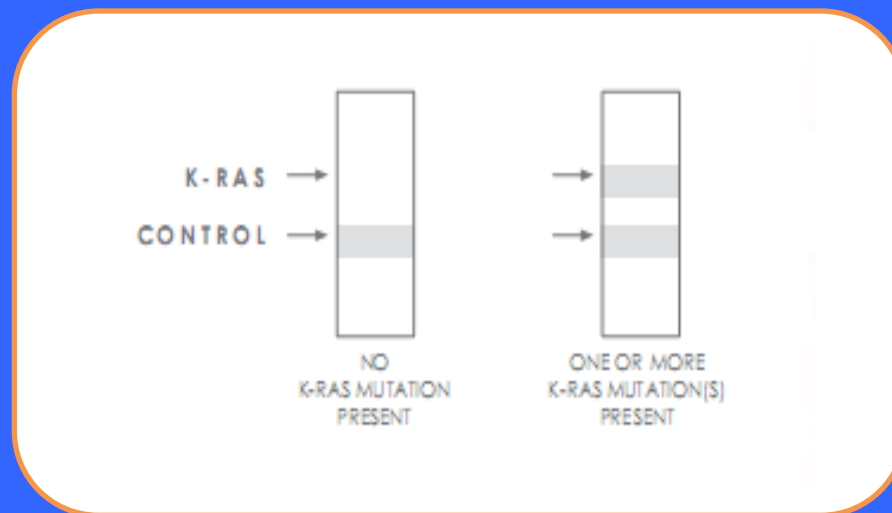 K-RAS
CONTROL
NO
K-RAS MUTATION
PRESENT
ONE OR MORE
K-RAS MUTATION(S)
PRESENT